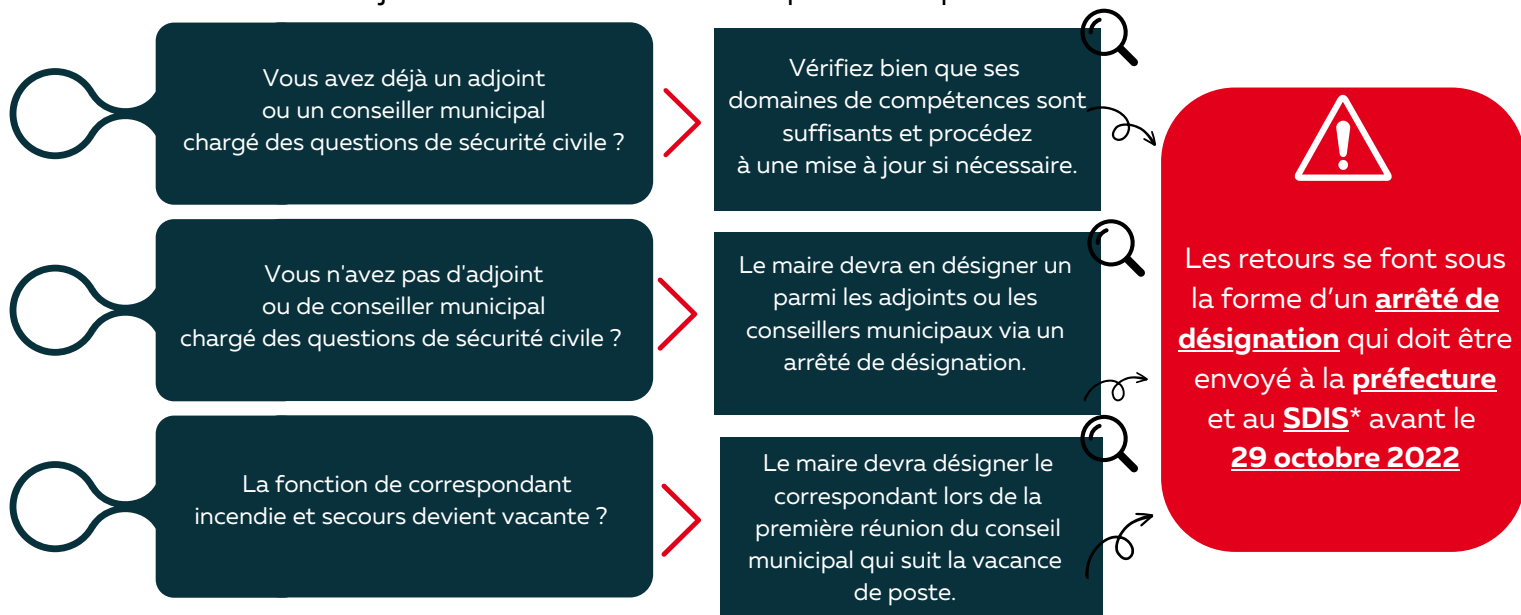 Vous avez déjà un adjoint
ou un conseiller municipal
chargé des questions de sécurité civile ?
Vérifiez bien que ses
domaines de compétences sont
suffisants et procédez
à une mise à jour si nécessaire.
Vous n'avez pas d'adjoint
ou de conseiller municipal
chargé des questions de sécurité civile ?
Le maire devra en désigner un
parmi les adjoints ou les
conseillers municipaux via un
arrêté de désignation.
La fonction de correspondant
incendie et secours devient vacante ?
Le maire devra désigner le
correspondant lors de la
première réunion du conseil
municipal qui suit la vacance
de poste.
Les retours se font sous
la forme d'un arrêté de
désignation qui doit être
envoyé à la préfecture
et au SDIS* avant le
29 octobre 2022